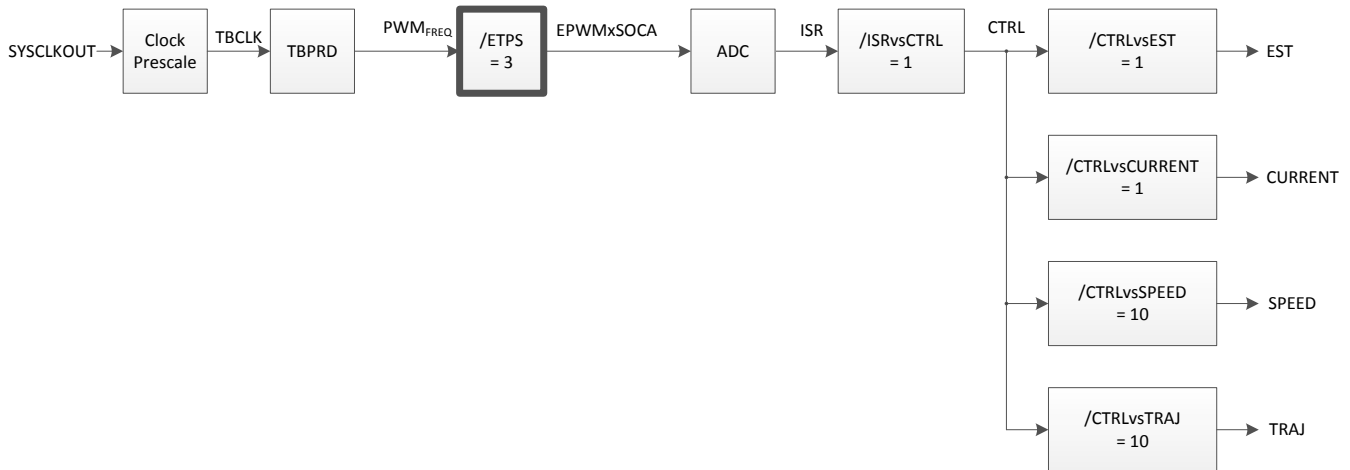 SYSCLKOUT
Clock
Prescale
TBCLK
TBPRD
PWMFREQ
/ETPS
= 3
EPWMxSOCA
ADC
ISR
/ISRvsCTRL
= 1
CTRL
/CTRLvsEST
= 1
EST
/CTRLvsCURRENT
= 1
CURRENT
/CTRLvsSPEED
= 10
SPEED
/CTRLvsTRAJ
= 10
TRAJ